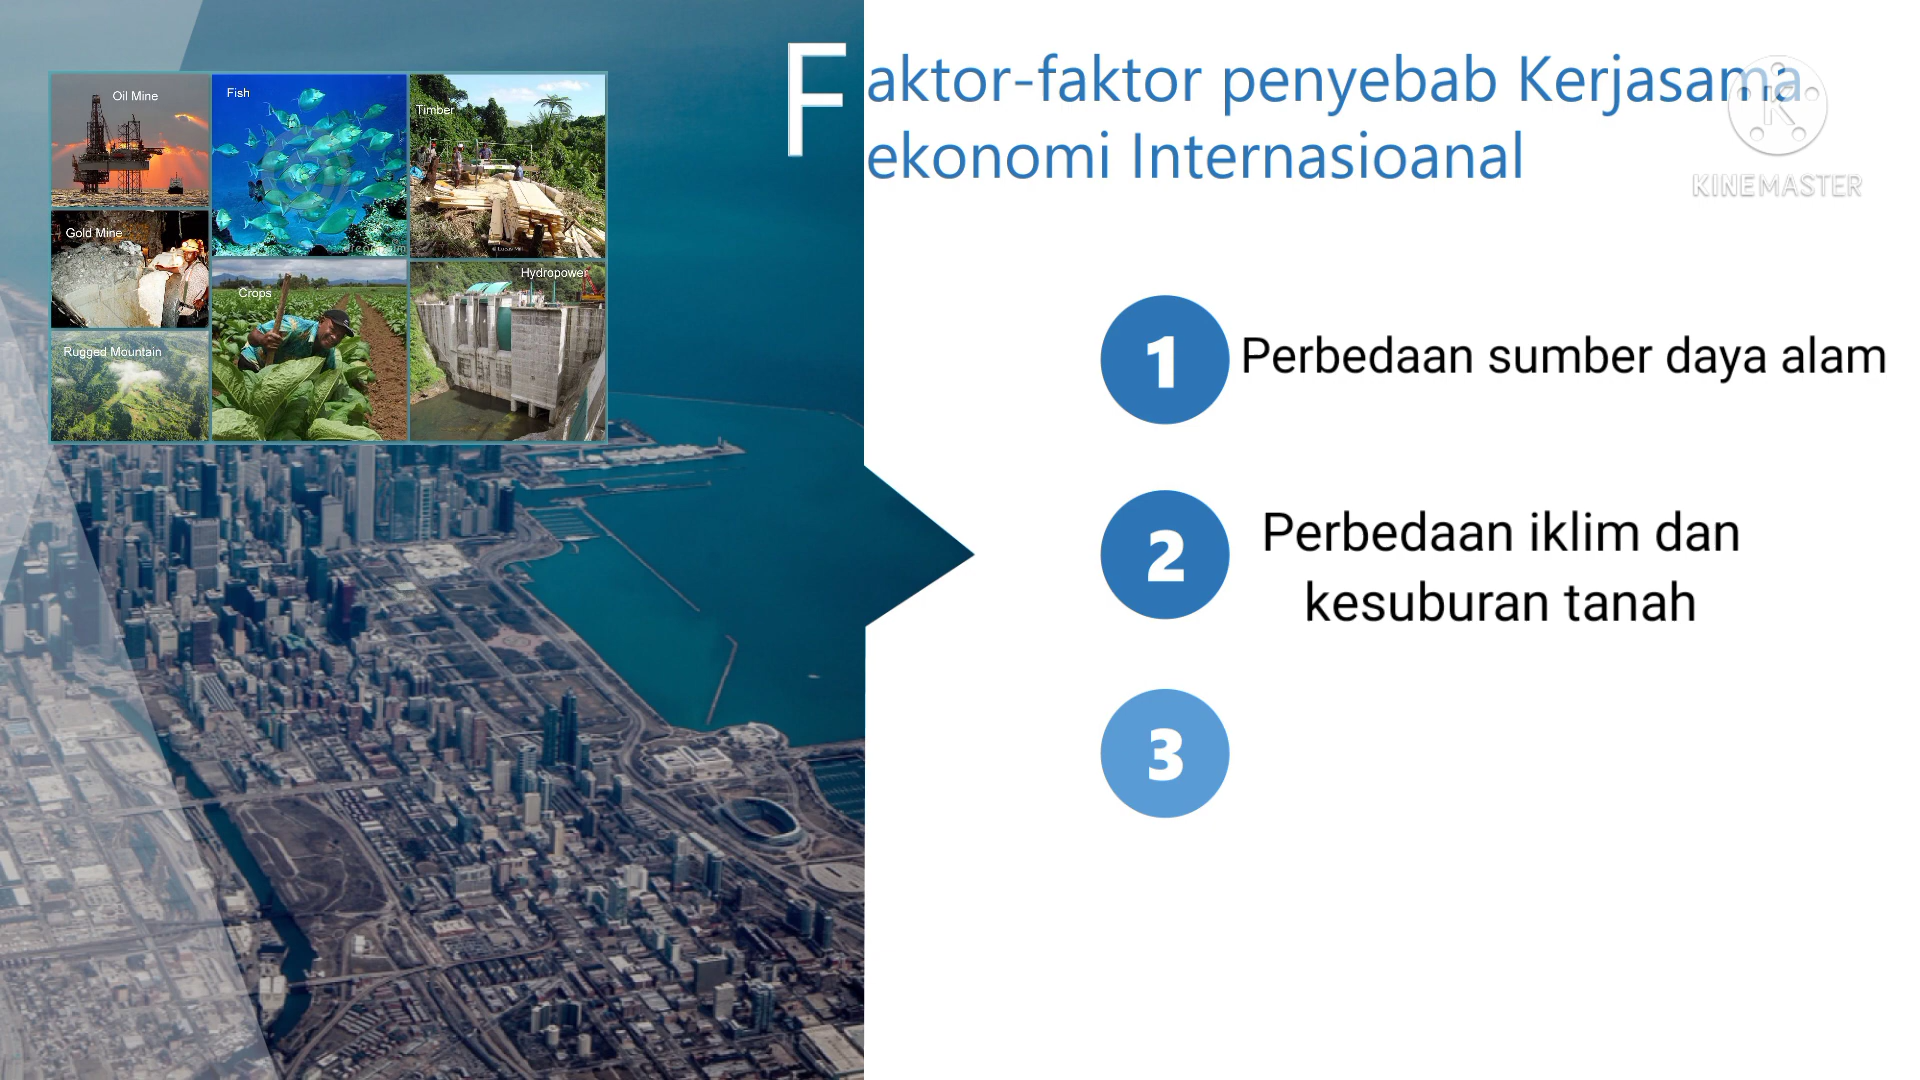 Faktor-faktor penyebab Kerjasama
ekonomi Internasioanal
KINEMASTER
Oil Mine
Fish
Timber
Gold Mine
Crops
Hydropower
Rugged Mountain
1 Perbedaan sumber daya alam
2 Perbedaan iklim dan
kesuburan tanah
3